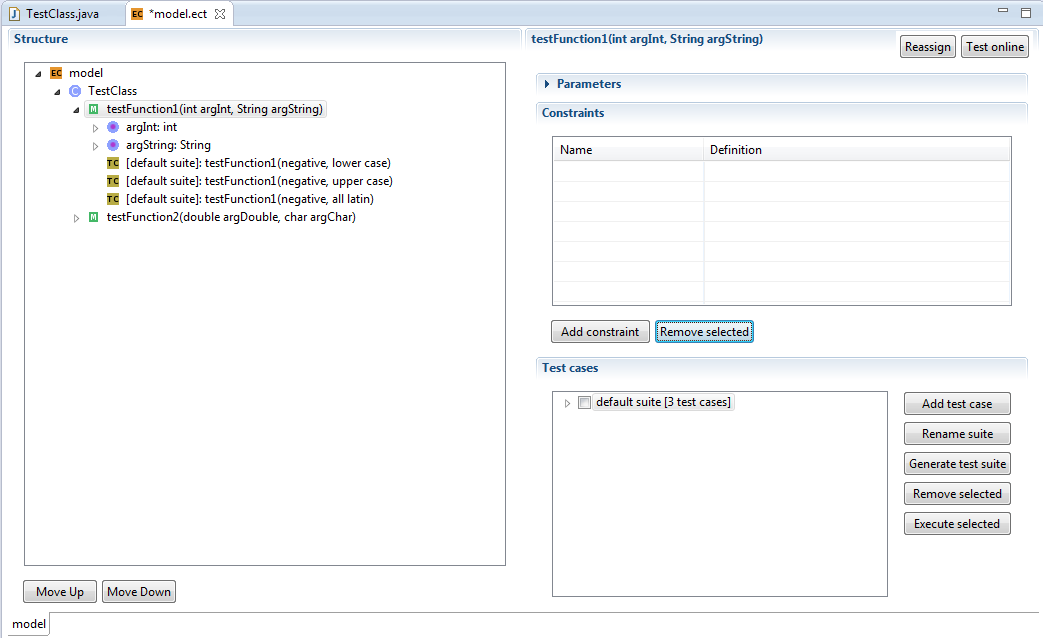 TestClass.java
EC *model.ect
Structure
EC model
C TestClass
M testFunction1(int argInt, String argString)
argInt: int
argString: String
TC [default suite]: testFunction1(negative, lower case)
TC [default suite]: testFunction1(negative, upper case)
TC [default suite]: testFunction1(negative, all latin)
M testFunction2(double argDouble, char argChar)
Move Up
Move Down
testFunction1(int argInt, String argString)
Reassign
Test online
Parameters
Constraints
Name
Definition
Add constraint
Remove selected
Test cases
default suite [3 test cases]
Add test case
Rename suite
Generate test suite
Remove selected
Execute selected
model